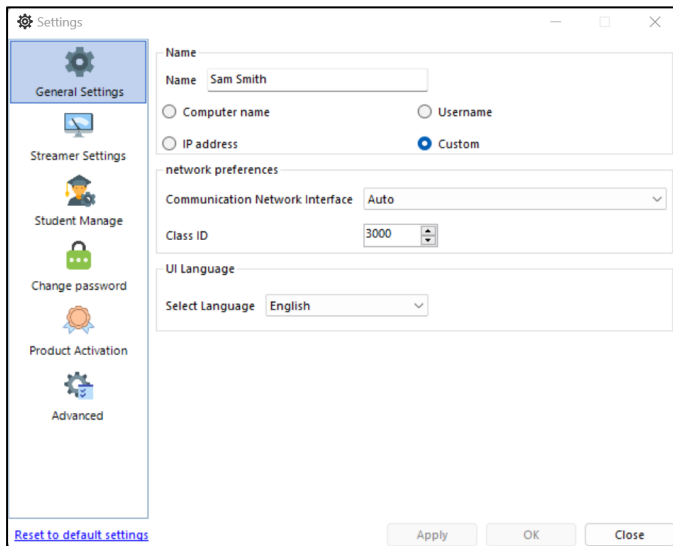 Settings
General Settings
Streamer Settings
Student Manage
Change password
Product Activation
Advanced
Name
Name Sam Smith
Computer name Username
IP address Custom
network preferences
Communication Network Interface Auto
Class ID 3000
UI Language
Select Language English
Reset to default settings Apply OK Close